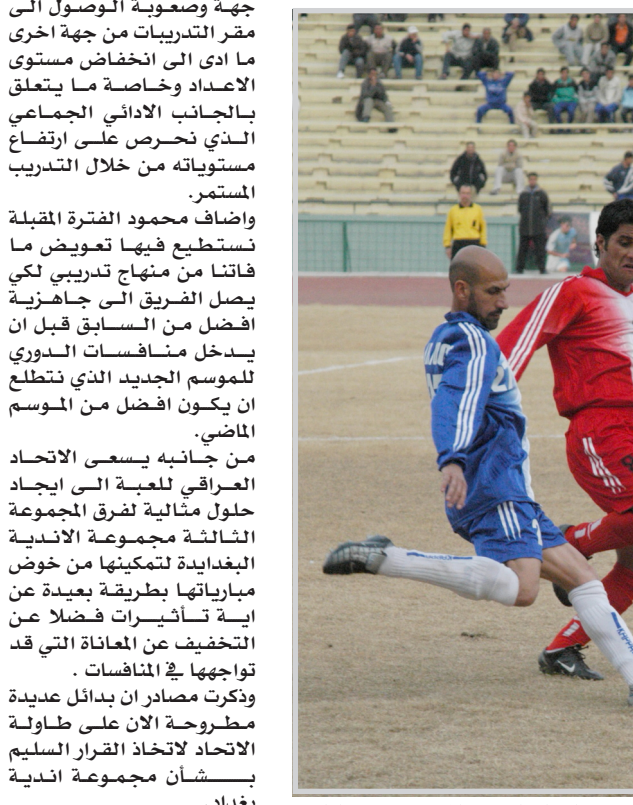 جهة وصعوبة الوصول الى
مقر التدريبات من جهة اخرى
ما ادى الى انخفاض مستوى
الاعداد وخاصة ما يتعلق
بالجانب الادائي الجماعي
الذي نحرص على ارتفاع
مستوياته من خلال التدريب
المستمر.
واضاف محمود الفترة المقبلة
نستطيع فيها تعويض ما
فاتنا من منهاج تدريبي لكي
يصل الفريق الى جاهزية
افضل من السابق قبل ان
يدخل منافسات الدوري
للموسم الجديد الذي نتطلع
ان يكون افضل من الموسم
الماضي.
من جانبه يسعى الاتحاد
العراقي للعبة الى ايجاد
حلول مثالية لفرق المجموعة
الثالثة مجموعة الاندية
البغدايدة لتمكينها من خوض
مبارياتها بطريقة بعيدة عن
اية تأثيرات فضلا عن
التخفيف عن المعاناة التي قد
تواجهها في المنافسات .
وذكرت مصادر ان بدائل عديدة
مطروحة الان على طاولة
الاتحاد لاتخاذ القرار السليم
بشأن مجموعة اندية
بغداد.